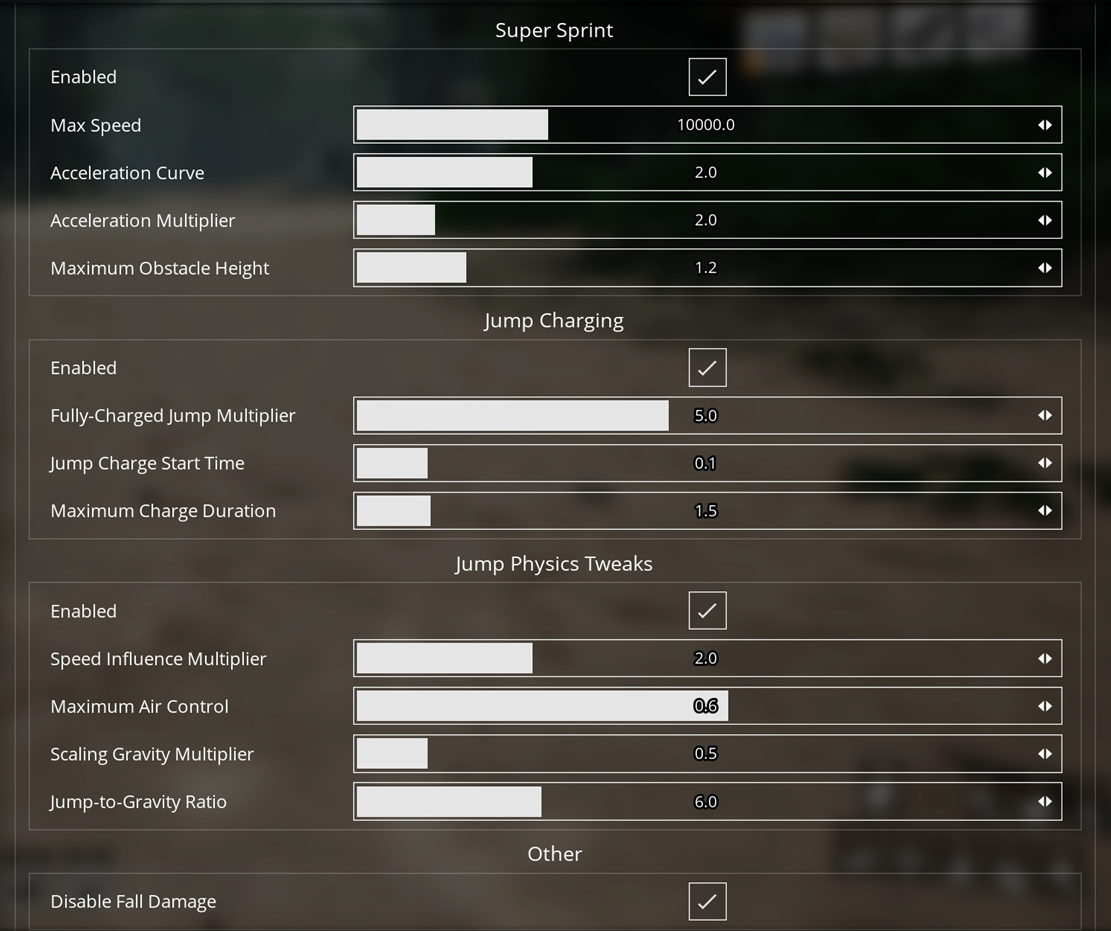 Super Sprint
Enabled
Max Speed 10000.0
Acceleration Curve 2.0
Acceleration Multiplier 2.0
Maximum Obstacle Height 1.2
Jump Charging
Enabled
Fully-Charged Jump Multiplier 5.0
Jump Charge Start Time 0.1
Maximum Charge Duration 1.5
Jump Physics Tweaks
Enabled
Speed Influence Multiplier 2.0
Maximum Air Control 0.6
Scaling Gravity Multiplier 0.5
Jump-to-Gravity Ratio 6.0
Other
Disable Fall Damage